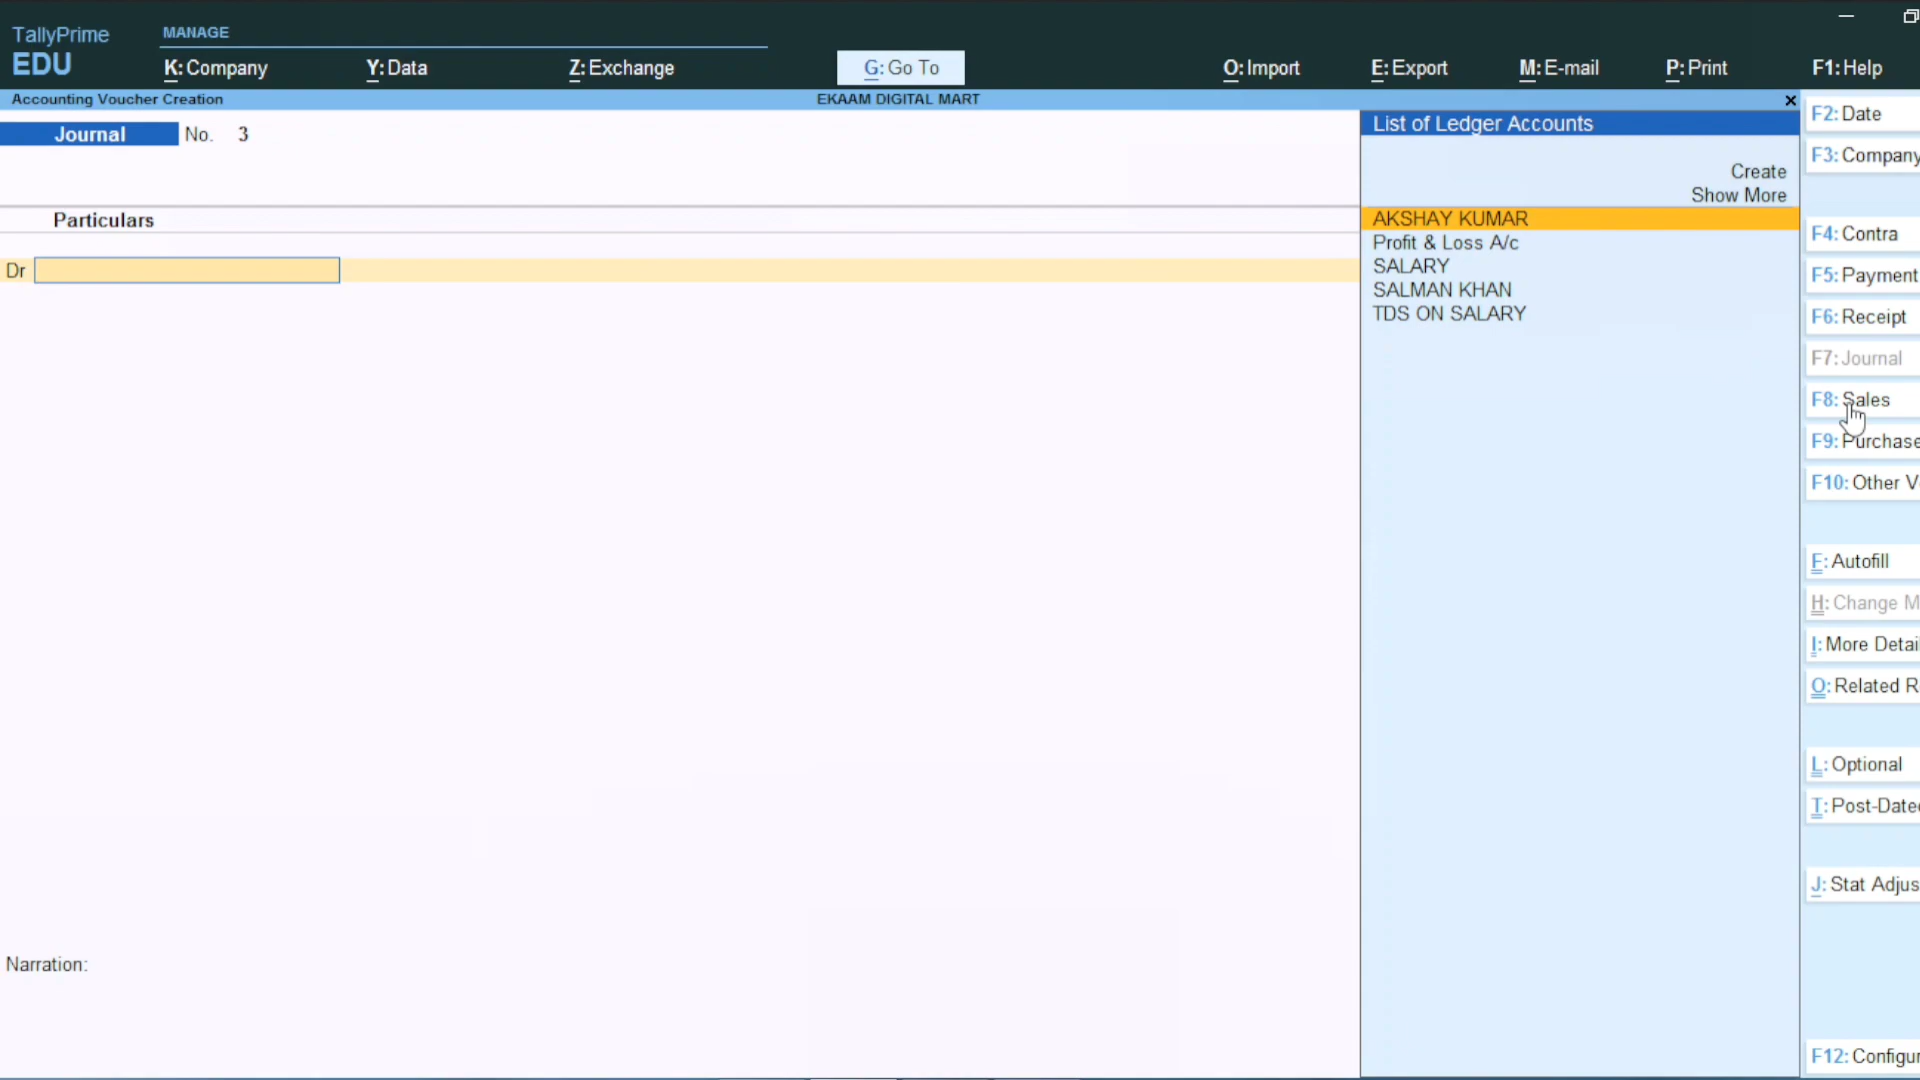 TallyPrime
EDU
MANAGE
K: Company
Y: Data
Z: Exchange
G: Go To
O: Import
E: Export
M: E-mail
P: Print
F1: Help
Accounting Voucher Creation
EKAAM DIGITAL MART
×
Journal No. 3
Particulars
Dr
Narration:
List of Ledger Accounts
Create
Show More
AKSHAY KUMAR
Profit & Loss A/c
SALARY
SALMAN KHAN
TDS ON SALARY
F2: Date
F3: Company
F4: Contra
F5: Payment
F6: Receipt
F7: Journal
F8: Sales
F9: Purchase
F10: Other V
F: Autofill
H: Change M
I: More Detai
O: Related R
L: Optional
T: Post-Date
J: Stat Adjus
F12: Configur